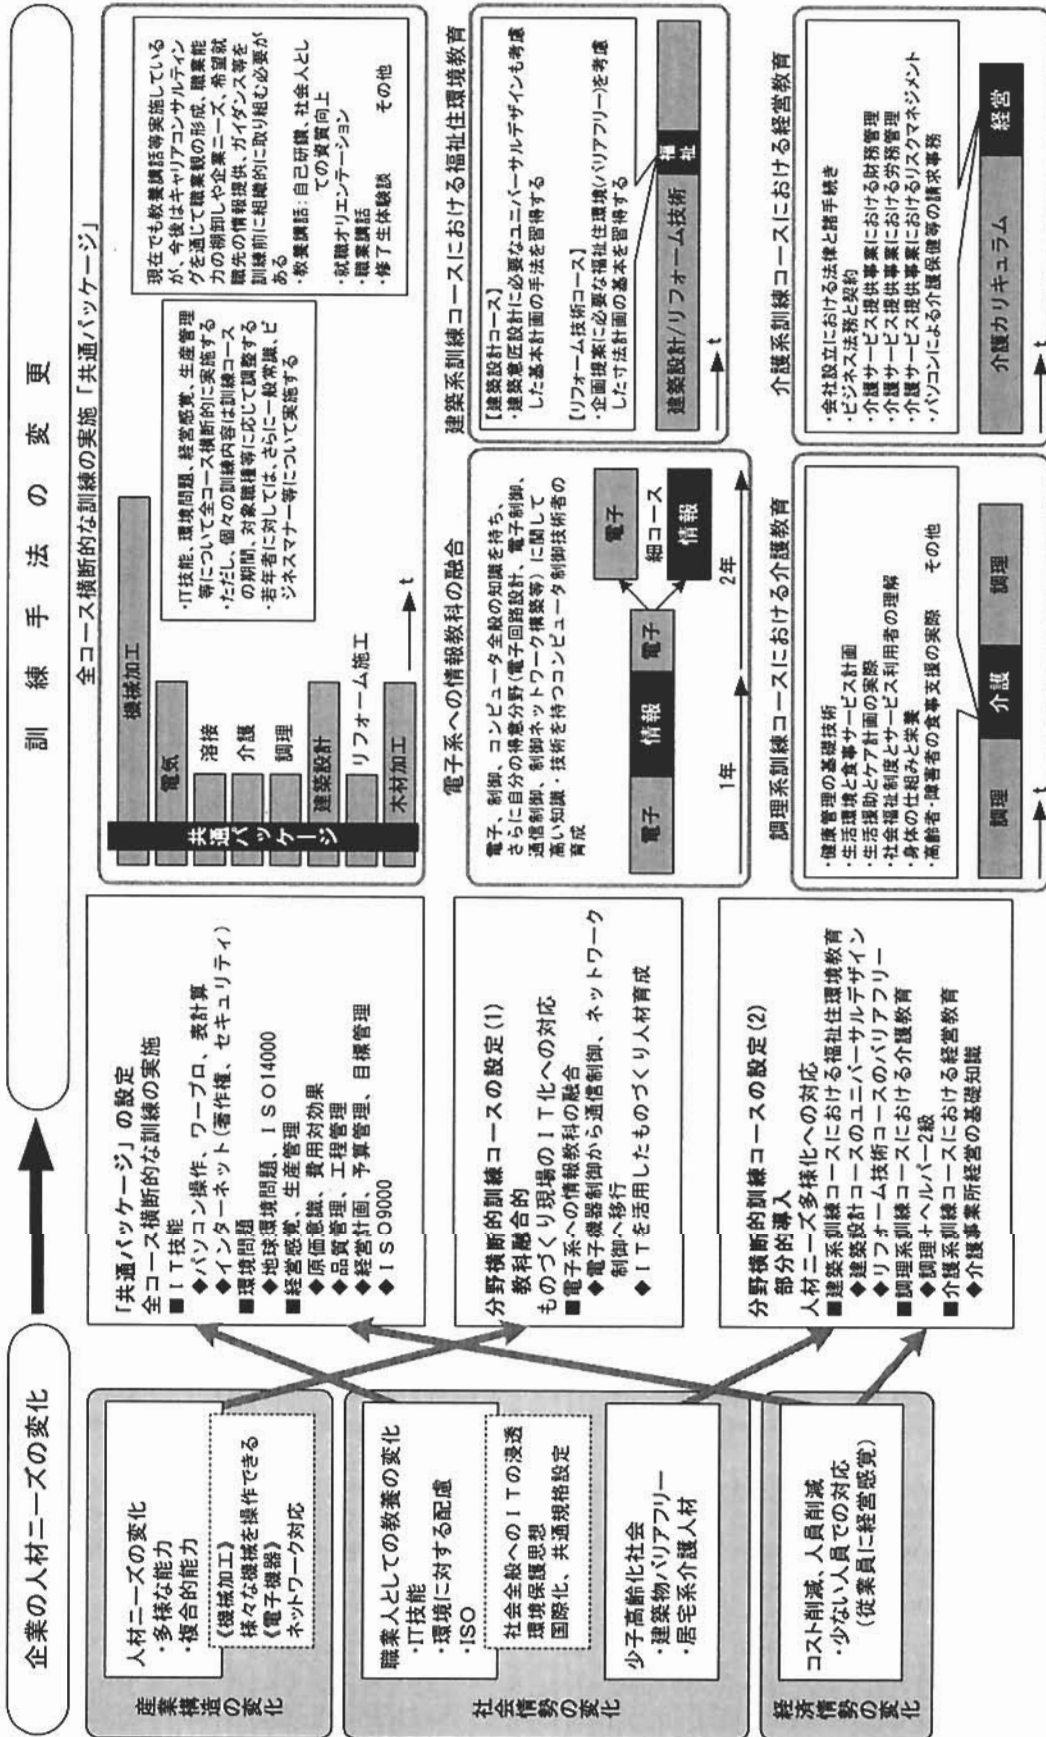 企業の人材ニーズの変化
訓練手法の変更
産業構造の変化
人材ニーズの変化
・多様な能力
・複合的能力
《機械加工》
様々な機械を操作できる
《電子機器》
ネットワーク対応
社会情勢の変化
職業人としての教養の変化
・IT技能
・環境に対する配慮
・ISO
社会全般へのITの浸透
環境保護思想
国際化、共通規格設定
少子高齢化社会
・建築物バリアフリー
・居宅系介護人材
経済情勢の変化
コスト削減、人員削減
・少ない人員での対応
(従業員に経営感覚)
「共通パッケージ」の設定
全コース横断的な訓練の実施
■IT技能
◆パソコン操作、ワープロ、表計算
◆インターネット(著作権、セキュリティ)
■環境問題
◆地球環境問題、ISO14000
■経営感覚、生産管理
◆原価意識、費用対効果
◆品質管理、工程管理
◆経営計画、予算管理、目標管理
◆ISO9000
分野横断的訓練コースの設定(1)
教科融合的
ものづくり現場のIT化への対応
■電子系への情報教科の融合
◆電子機器制御から通信制御、ネットワーク
制御へ移行
◆ITを活用したものづくり人材育成
分野横断的訓練コースの設定(2)
部分的導入
人材ニーズ多様化への対応
■建築系訓練コースにおける福祉住環境教育
◆建築設計コースのユニバーサルデザイン
◆リフォーム技術コースのバリアフリー
■調理系訓練コースにおける介護教育
◆調理+ヘルパー2級
■介護系訓練コースにおける経営教育
◆介護事業所経営の基礎知識
全コース横断的な訓練の実施「共通パッケージ」
共通パッケージ
機械加工
電気
溶接
介護
調理
建築設計
リフォーム施工
木材加工
t
・IT技能、環境問題、経営感覚、生産管理
等について全コース横断的に実施する
・ただし、個々の訓練内容は訓練コース
の期間、対象職種等に応じて調整する
・若年者に対しては、さらに一般常識、ビ
ジネスマナー等について実施する
現在でも教養講話等実施している
が、今後はキャリアコンサルティン
グを通じて職業観の形成、職業能
力の棚卸しや企業ニーズ、希望就
職先の情報提供、ガイダンス等を
訓練前に組織的に取り組む必要が
ある
・教養講話:自己研鑽、社会人とし
ての資質向上
・就職オリエンテーション
・職業講話
・修了生体験談 その他
電子系への情報教科の融合
電子、制御、コンピュータ全般の知識を持ち、
さらに自分の得意分野(電子回路設計、電子制御、
通信制御、制御ネットワーク構築等)に関して
高い知識・技術を持つコンピュータ制御技術者の
育成
電子
情報
電子
電子
細コース
情報
1年
2年
建築系訓練コースにおける福祉住環境教育
【建築設計コース】
・建築意匠設計に必要なユニバーサルデザインも考慮
した基本計画の手法を習得する
【リフォーム技術コース】
・企画提案に必要な福祉住環境(バリアフリー)を考慮
した寸法計画の基本を習得する
建築設計/リフォーム技術
福祉
t
調理系訓練コースにおける介護教育
・健康管理の基礎技術
・生活環境と食事サービス計画
・生活援助とケア計画の実際
・社会福祉制度とサービス利用者の理解
・身体の仕組みと栄養
・高齢者・障害者の食事支援の実際 その他
調理
介護
調理
t
介護系訓練コースにおける経営教育
・会社設立における法律と諸手続き
・ビジネス法務と契約
・介護サービス提供事業における財務管理
・介護サービス提供事業における労務管理
・介護サービス提供事業におけるリスクマネジメント
・パソコンによる介護保健等の請求事務
介護カリキュラム
経営
t